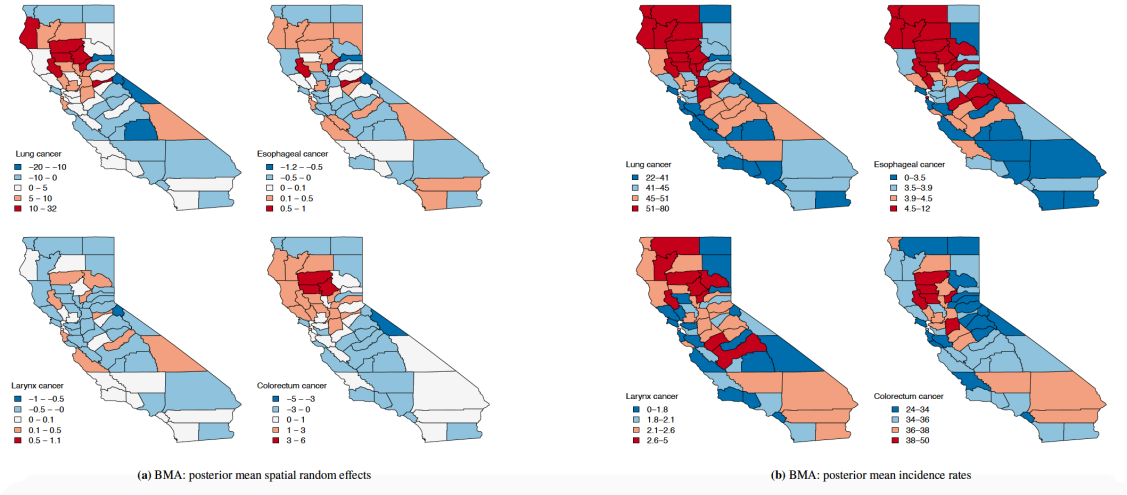 Lung cancer
−20 – −10
−10 – 0
0 – 5
5 – 10
10 – 32
Esophageal cancer
−1.2 – −0.5
−0.5 – 0
0 – 0.1
0.1 – 0.5
0.5 – 1
Larynx cancer
−1 – −0.5
−0.5 – −0
0 – 0.1
0.1 – 0.5
0.5 – 1.1
Colorectum cancer
−5 – −3
−3 – 0
0 – 1
1 – 3
3 – 6
(a) BMA: posterior mean spatial random effects
Lung cancer
22–41
41–45
45–51
51–80
Esophageal cancer
0–3.5
3.5–3.9
3.9–4.5
4.5–12
Larynx cancer
0–1.8
1.8–2.1
2.1–2.6
2.6–5
Colorectum cancer
24–34
34–36
36–38
38–50
(b) BMA: posterior mean incidence rates